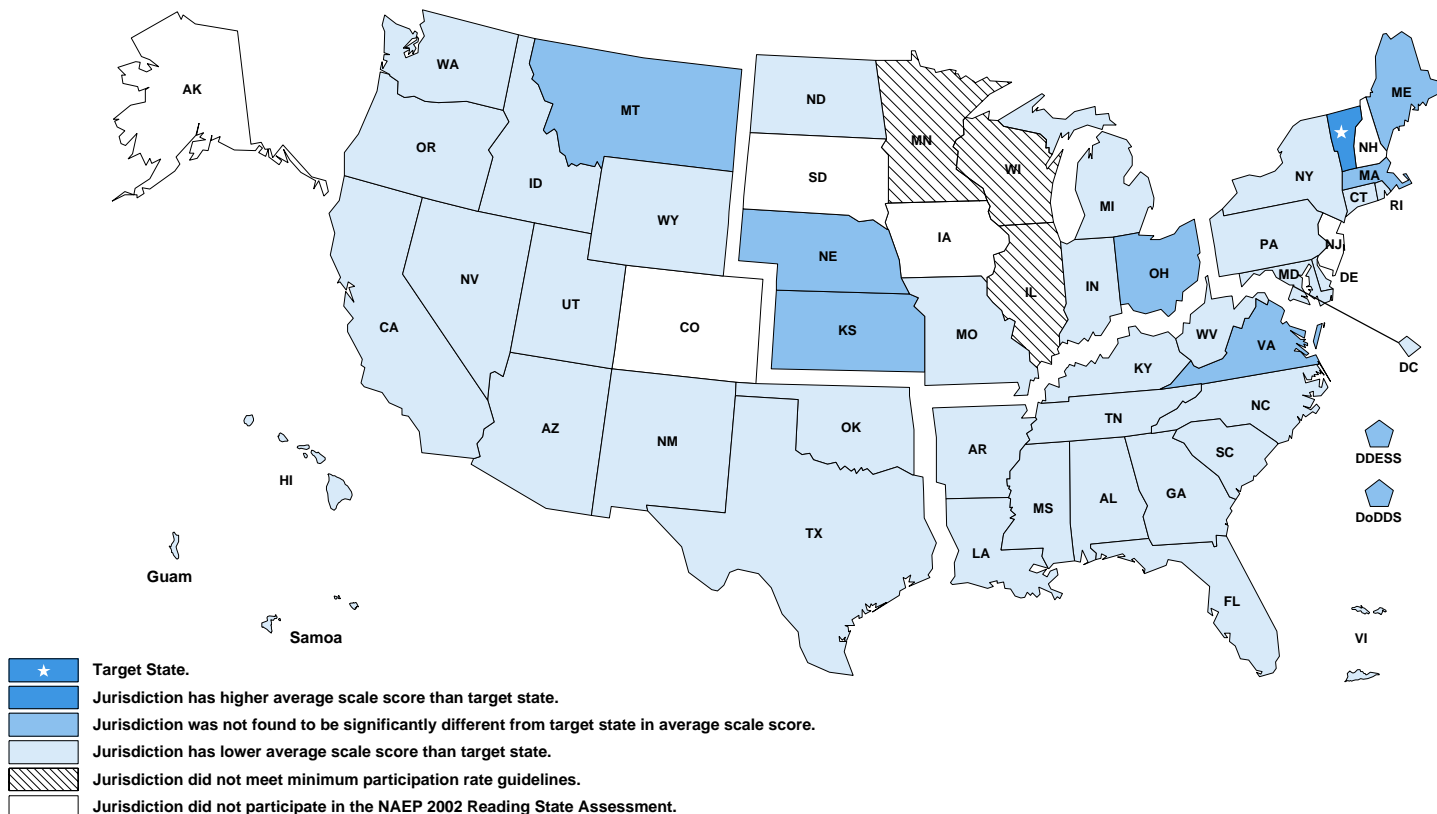 AK
WA
MT
ND
MN
ME
OR
ID
WY
SD
WI
MI
NY
NH
MA
CT
RI
NV
UT
CO
NE
IA
IL
IN
OH
PA
NJ
MD
DE
CA
KS
MO
WV
VA
DC
KY
AZ
NM
OK
AR
TN
NC
SC
DDESS
HI
TX
LA
MS
AL
GA
DoDDS
Guam
FL
Samoa
VI
Target State.
Jurisdiction has higher average scale score than target state.
Jurisdiction was not found to be significantly different from target state in average scale score.
Jurisdiction has lower average scale score than target state.
Jurisdiction did not meet minimum participation rate guidelines.
Jurisdiction did not participate in the NAEP 2002 Reading State Assessment.